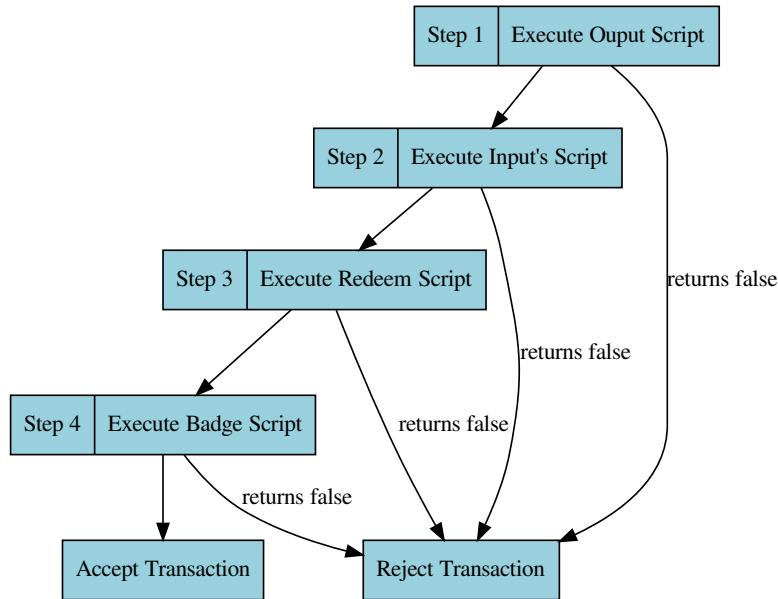 Step 1 Execute Ouput Script
Step 2 Execute Input's Script
returns false
Step 3 Execute Redeem Script
returns false
Step 4 Execute Badge Script
returns false
returns false
Accept Transaction
Reject Transaction